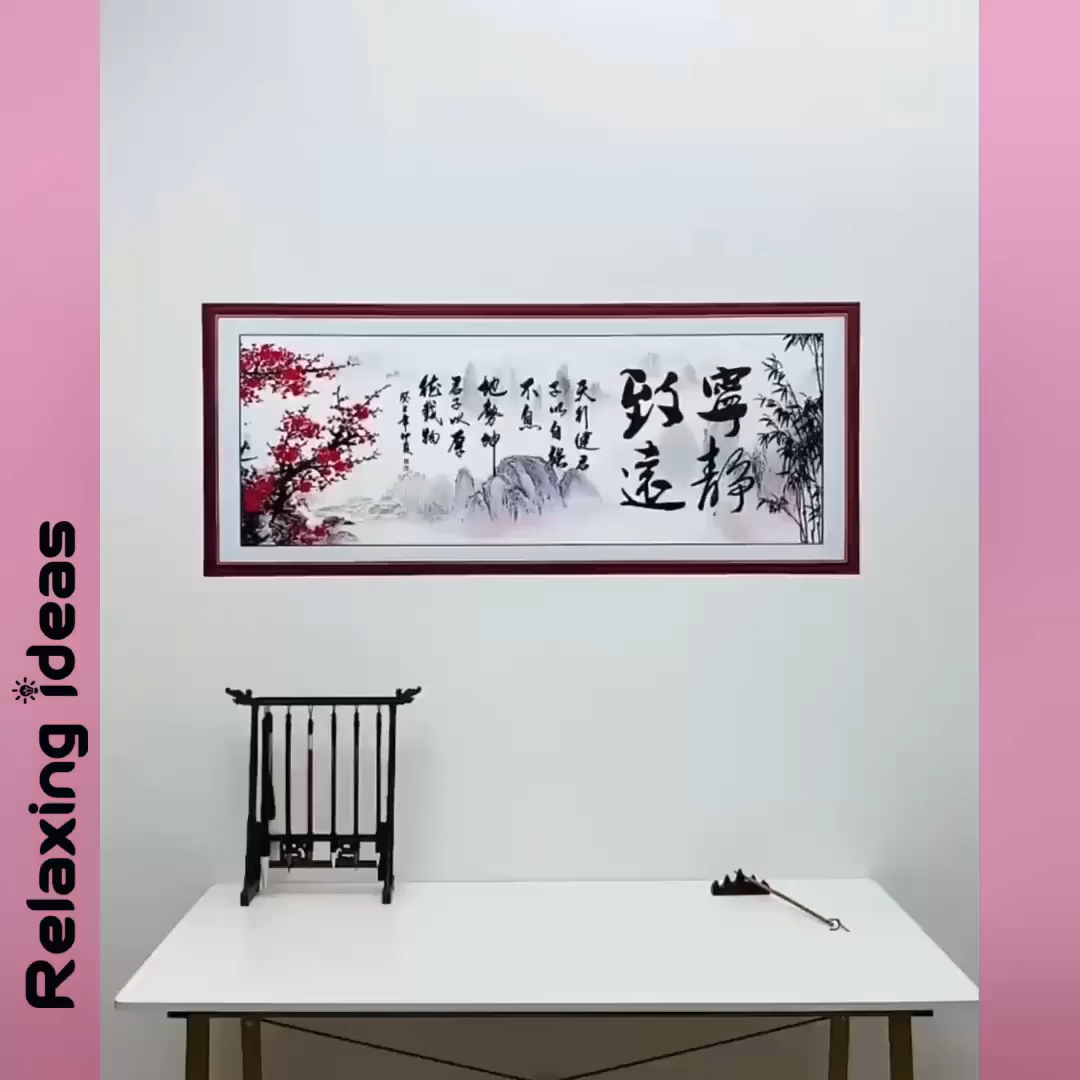 寧靜
致遠
天行健君
子以自強
不息
地勢坤
君子以厚
德載物
Relaxing ideas